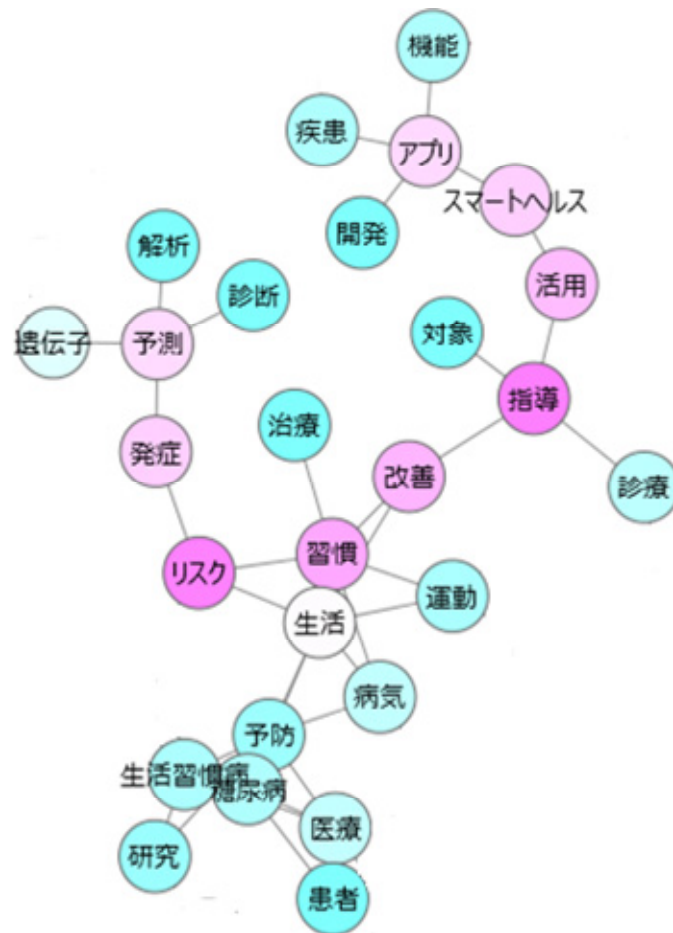 機能
疾患
アプリ
スマートヘルス
開発
解析
診断
活用
遺伝子
予測
対象
指導
治療
発症
改善
診療
習慣
リスク
運動
生活
病気
予防
生活習慣病
糖尿病
医療
研究
患者